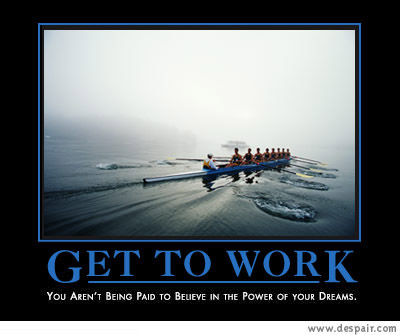 GET TO WORK
YOU AREN'T BEING PAID TO BELIEVE IN THE POWER OF YOUR DREAMS.
www.despair.com